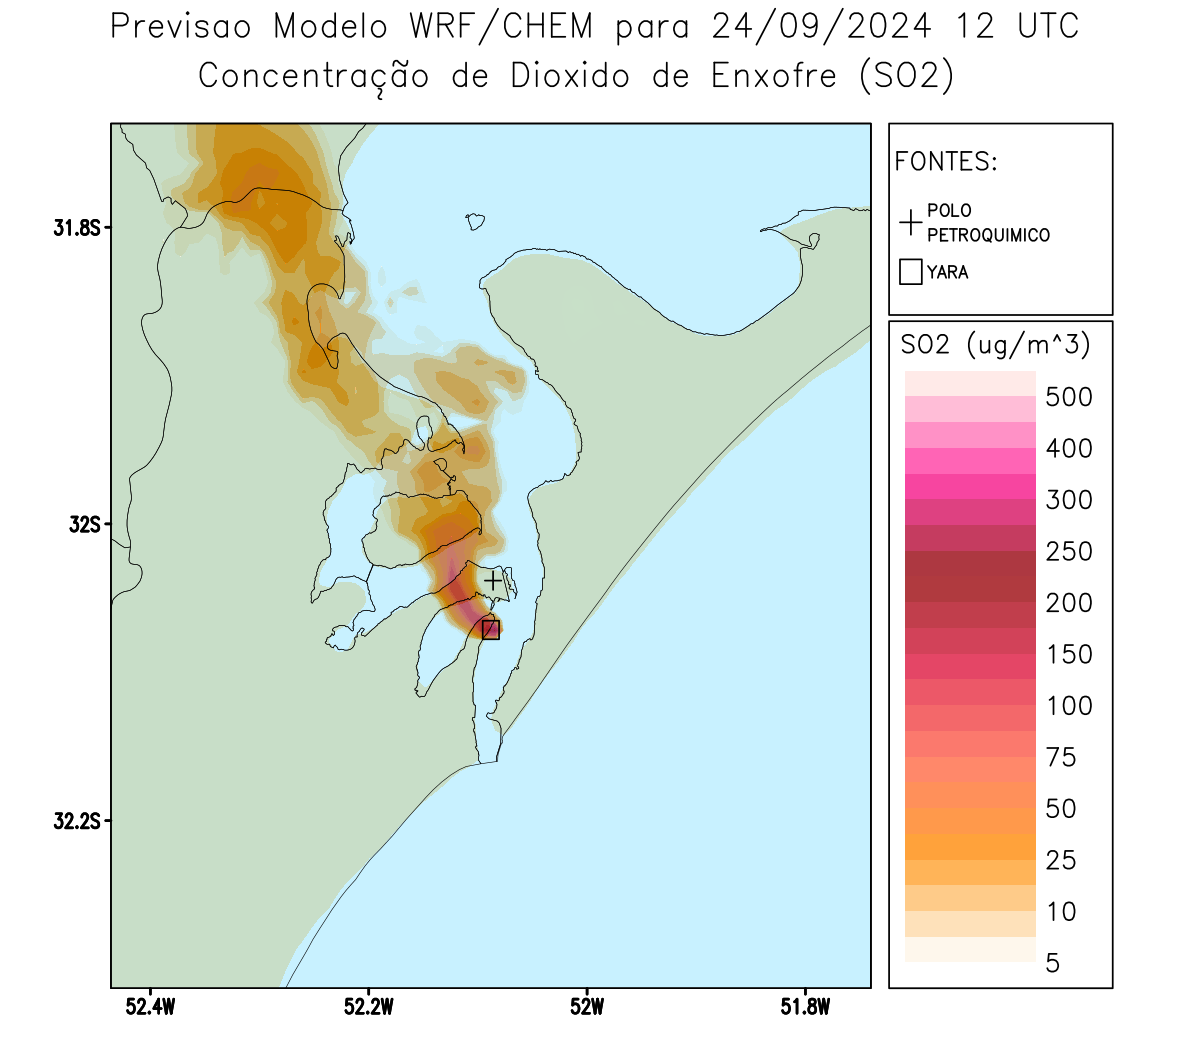 Previsao Modelo WRF/CHEM para 24/09/2024 12 UTC
Concentração de Dioxido de Enxofre (SO2)
FONTES:
POLO
PETROQUIMICO
YARA
SO2 (ug/m^3)
500
400
300
250
200
150
100
75
50
25
10
5
31.8S
32S
32.2S
52.4W
52.2W
52W
51.8W